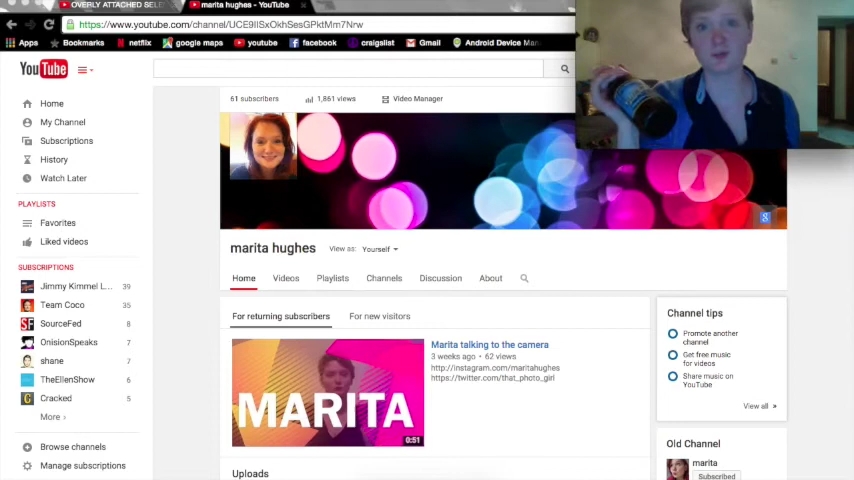 OVERLY ATTACHED SELE
marita hughes - YouTube
https://www.youtube.com/channel/UCE9IISxOkhSesGPktMm7Nrw
Apps
Bookmarks
netflix
google maps
youtube
facebook
craigslist
Gmail
Android Device Man
YouTube
61 subscribers
1,861 views
Video Manager
Home
My Channel
Subscriptions
History
Watch Later
PLAYLISTS
Favorites
Liked videos
SUBSCRIPTIONS
Jimmy Kimmel L... 39
Team Coco 35
SourceFed 8
OnisionSpeaks 7
shane 7
TheEllenShow 6
Cracked 5
More ›
Browse channels
Manage subscriptions
marita hughes
View as: Yourself
Home
Videos
Playlists
Channels
Discussion
About
For returning subscribers
For new visitors
MARITA
0:51
Marita talking to the camera
3 weeks ago • 62 views
http://instagram.com/maritahughes
https://twitter.com/that_photo_girl
Uploads
Channel tips
Promote another
channel
Get free music
for videos
Share music on
YouTube
View all »
Old Channel
marita
Subscribed